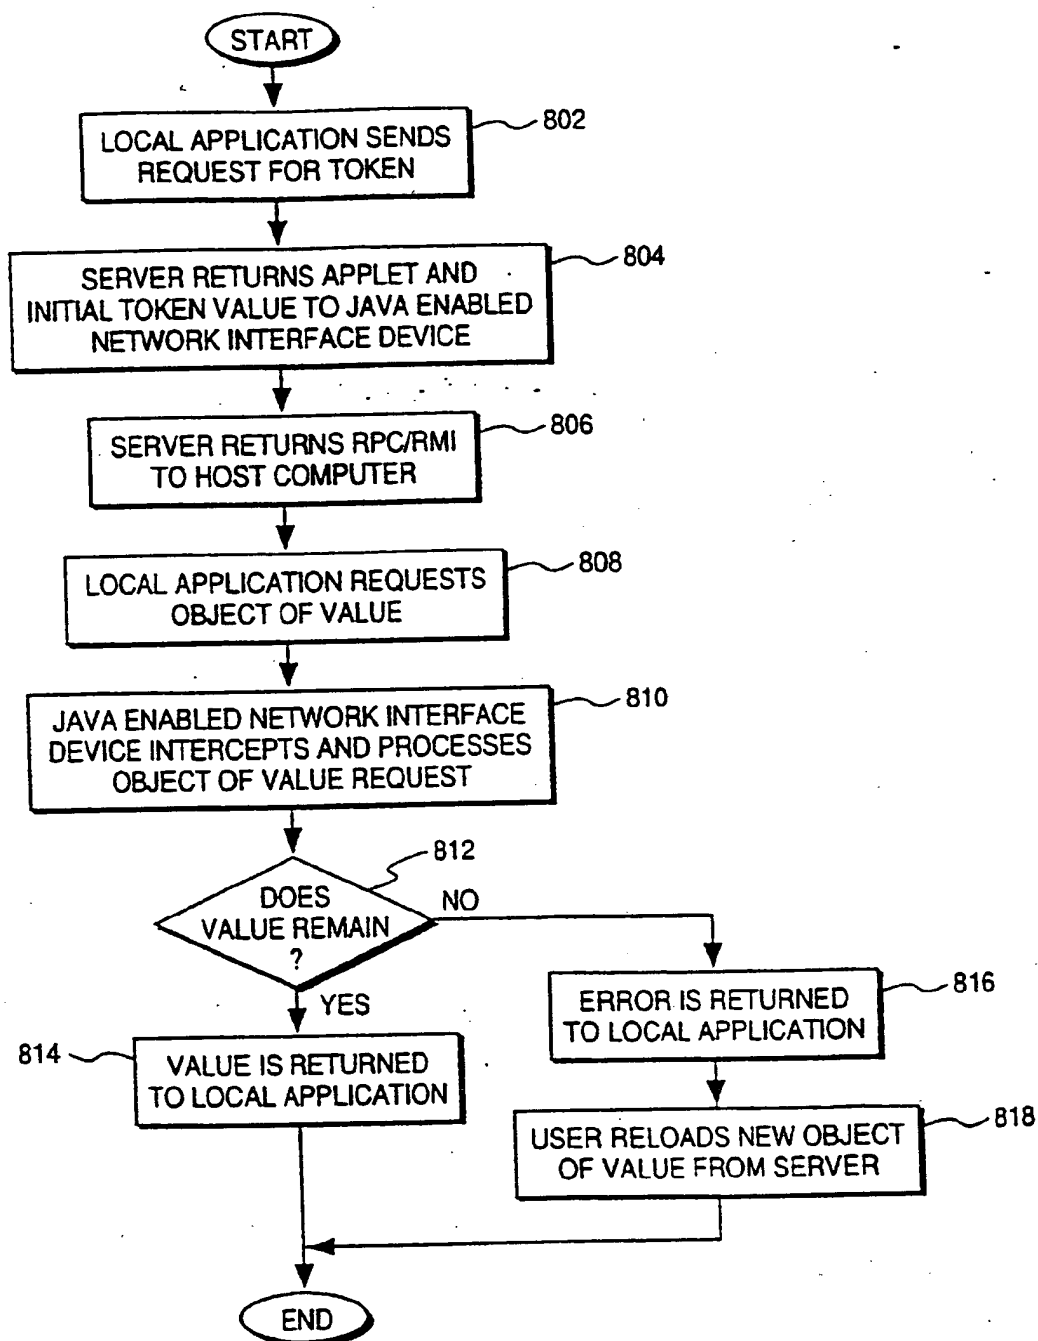 START
802
LOCAL APPLICATION SENDS
REQUEST FOR TOKEN
804
SERVER RETURNS APPLET AND
INITIAL TOKEN VALUE TO JAVA ENABLED
NETWORK INTERFACE DEVICE
806
SERVER RETURNS RPC/RMI
TO HOST COMPUTER
808
LOCAL APPLICATION REQUESTS
OBJECT OF VALUE
810
JAVA ENABLED NETWORK INTERFACE
DEVICE INTERCEPTS AND PROCESSES
OBJECT OF VALUE REQUEST
812
DOES
VALUE REMAIN
?
NO
YES
814
VALUE IS RETURNED
TO LOCAL APPLICATION
816
ERROR IS RETURNED
TO LOCAL APPLICATION
818
USER RELOADS NEW OBJECT
OF VALUE FROM SERVER
END